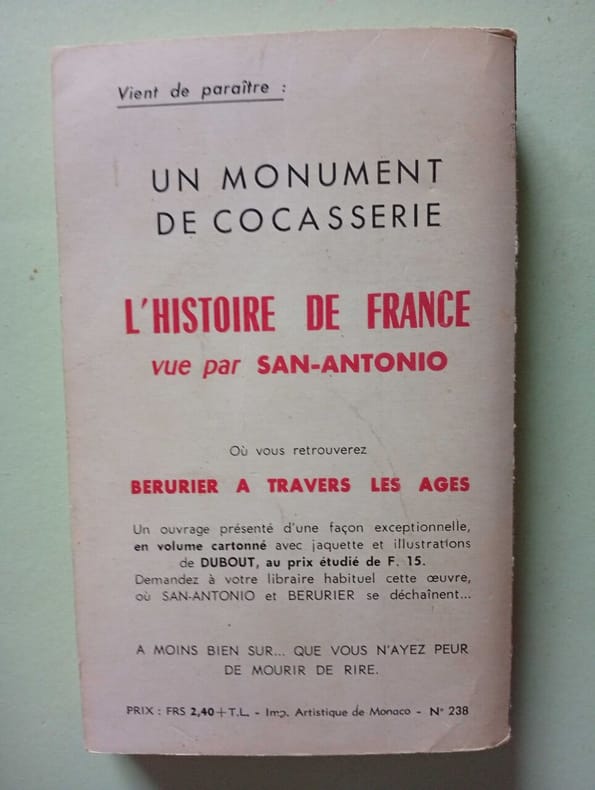 Vient de paraître :
UN MONUMENT
DE COCASSERIE
L'HISTOIRE DE FRANCE
vue par SAN-ANTONIO
Où vous retrouverez
BERURIER A TRAVERS LES AGES
Un ouvrage présenté d'une façon exceptionnelle,
en volume cartonné avec jaquette et illustrations
de DUBOUT, au prix étudié de F. 15.
Demandez à votre libraire habituel cette œuvre,
où SAN-ANTONIO et BERURIER se déchaînent...
A MOINS BIEN SUR... QUE VOUS N'AYEZ PEUR
DE MOURIR DE RIRE.
PRIX : FRS 2,40 + T.L. - Imp. Artistique de Monaco - N° 238